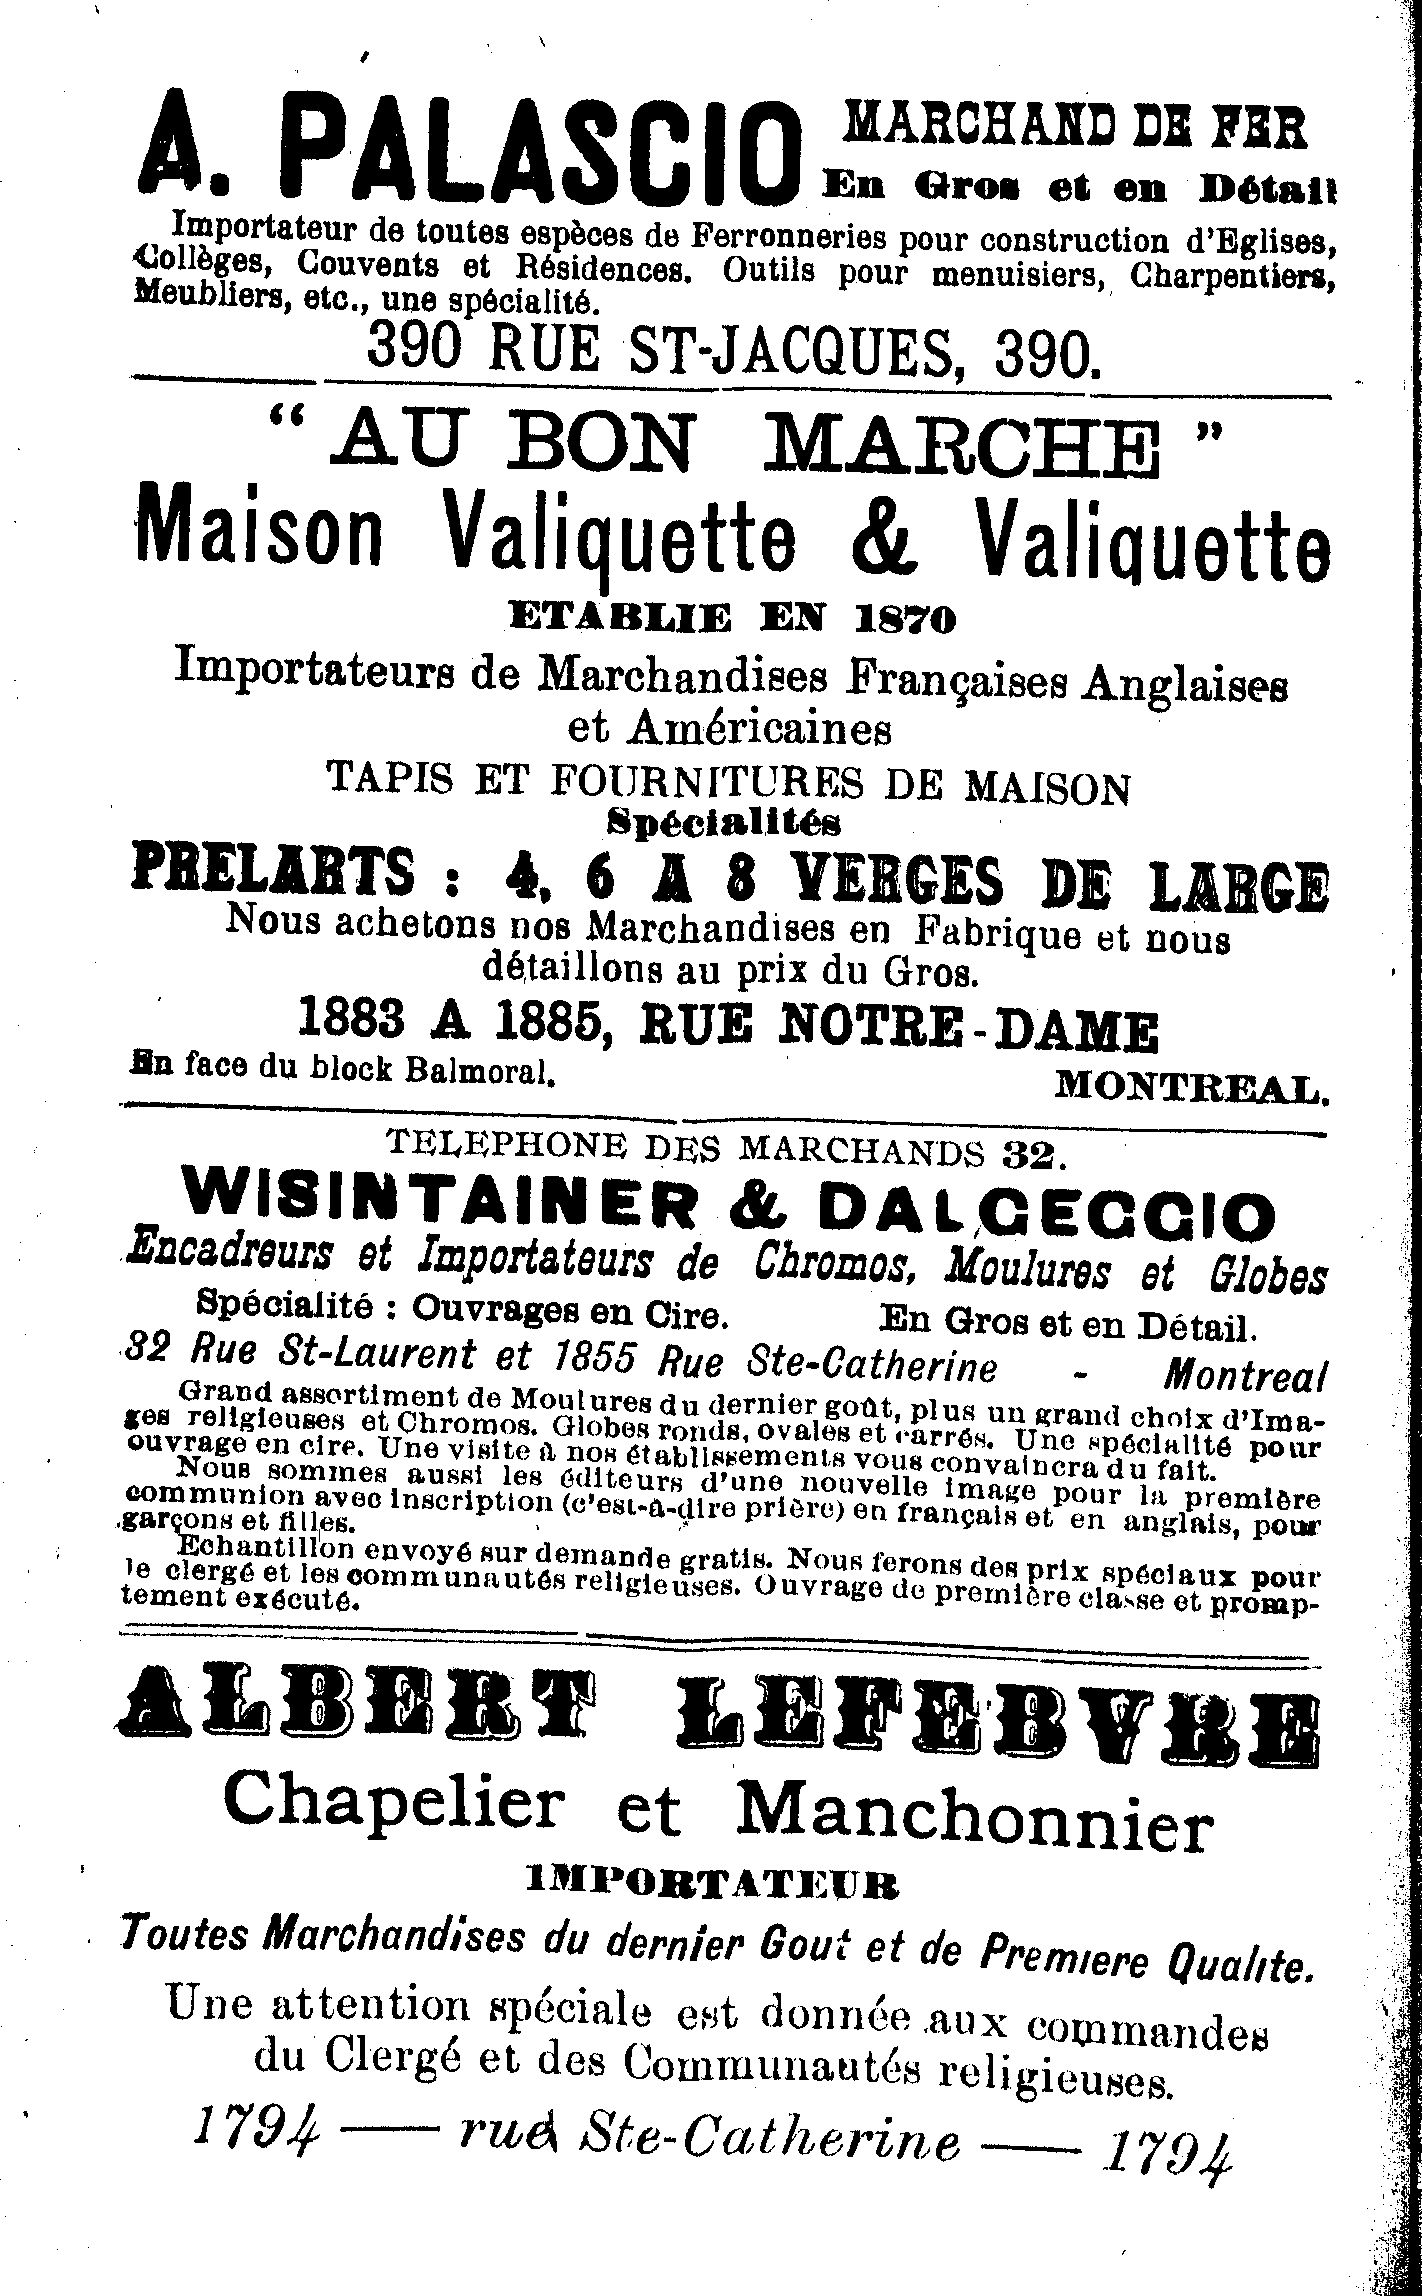 A. PALASCIO MARCHAND DE FER
En Gros et en Détail
Importateur de toutes espèces de Ferronneries pour construction d'Eglises,
Collèges, Couvents et Résidences. Outils pour menuisiers, Charpentiers,
Meubliers, etc., une spécialité.
390 RUE ST-JACQUES, 390.
“ AU BON MARCHE ”
Maison Valiquette & Valiquette
ETABLIE EN 1870
Importateurs de Marchandises Françaises Anglaises
et Américaines
TAPIS ET FOURNITURES DE MAISON
Spécialités
PRELARTS : 4, 6 A 8 VERGES DE LARGE
Nous achetons nos Marchandises en Fabrique et nous
détaillons au prix du Gros.
1883 A 1885, RUE NOTRE-DAME
En face du block Balmoral.
MONTREAL.
TELEPHONE DES MARCHANDS 32.
WISINTAINER & DALCEGGIO
Encadreurs et Importateurs de Chromos, Moulures et Globes
Spécialité : Ouvrages en Cire. En Gros et en Détail.
32 Rue St-Laurent et 1855 Rue Ste-Catherine - Montreal
Grand assortiment de Moulures du dernier goût, plus un grand choix d'Ima-
ges religieuses et Chromos. Globes ronds, ovales et carrés. Une spécialité pour
ouvrage en cire. Une visite à nos établissements vous convaincra du fait.
Nous sommes aussi les éditeurs d'une nouvelle image pour la première
communion avec inscription (c'est-à-dire prière) en français et en anglais, pour
garçons et filles.
Echantillon envoyé sur demande gratis. Nous ferons des prix spéciaux pour
le clergé et les communautés religieuses. Ouvrage de première classe et promp-
tement exécuté.
ALBERT LEFEBVRE
Chapelier et Manchonnier
IMPORTATEUR
Toutes Marchandises du dernier Gout et de Premiere Qualite.
Une attention spéciale est donnée aux commandes
du Clergé et des Communautés religieuses.
1794 — rue Ste-Catherine — 1794